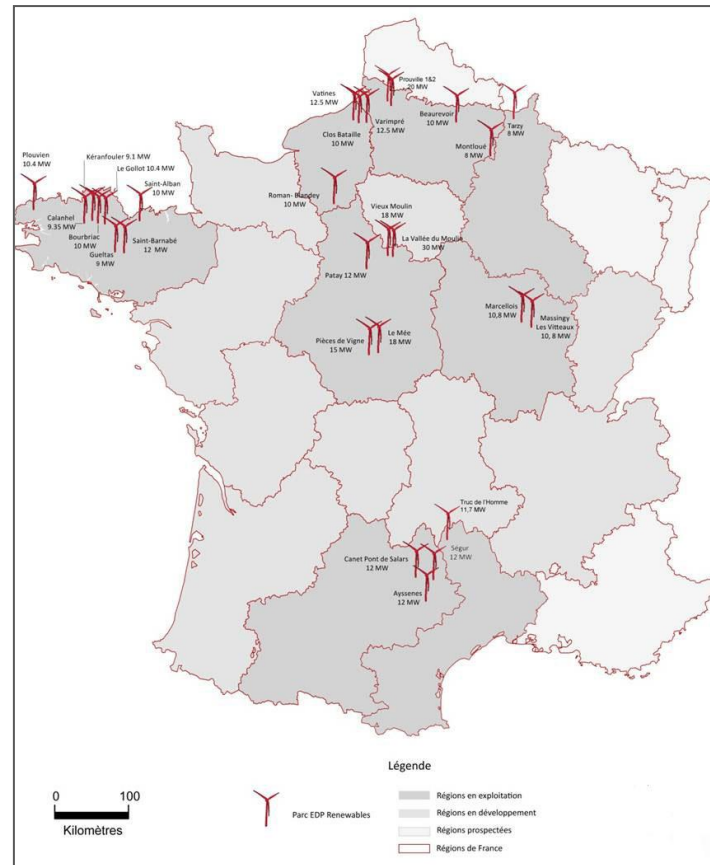 Prouville 1&2
20 MW
Vatines
12.5 MW
Clos Bataille
10 MW
Varimpré
12.5 MW
Beaurevoir
10 MW
Tarzy
8 MW
Montloué
8 MW
Plouvien
10.4 MW
Kéranfouler 9.1 MW
Le Gollot 10.4 MW
Saint-Alban
10 MW
Calanhel
9.35 MW
Bourbriac
10 MW
Gueltas
9 MW
Saint-Barnabé
12 MW
Roman- Blandey
10 MW
Vieux Moulin
18 MW
La Vallée du Moulin
30 MW
Patay 12 MW
Marcellois
10,8 MW
Massingy
Les Vitteaux
10, 8 MW
Pièces de Vigne
15 MW
Le Mée
18 MW
Truc de l'Homme
11,7 MW
Canet Pont de Salars
12 MW
Ségur
12 MW
Ayssenes
12 MW
Légende
0 100
Kilomètres
Parc EDP Renewables
Régions en exploitation
Régions en développement
Régions prospectées
Régions de France